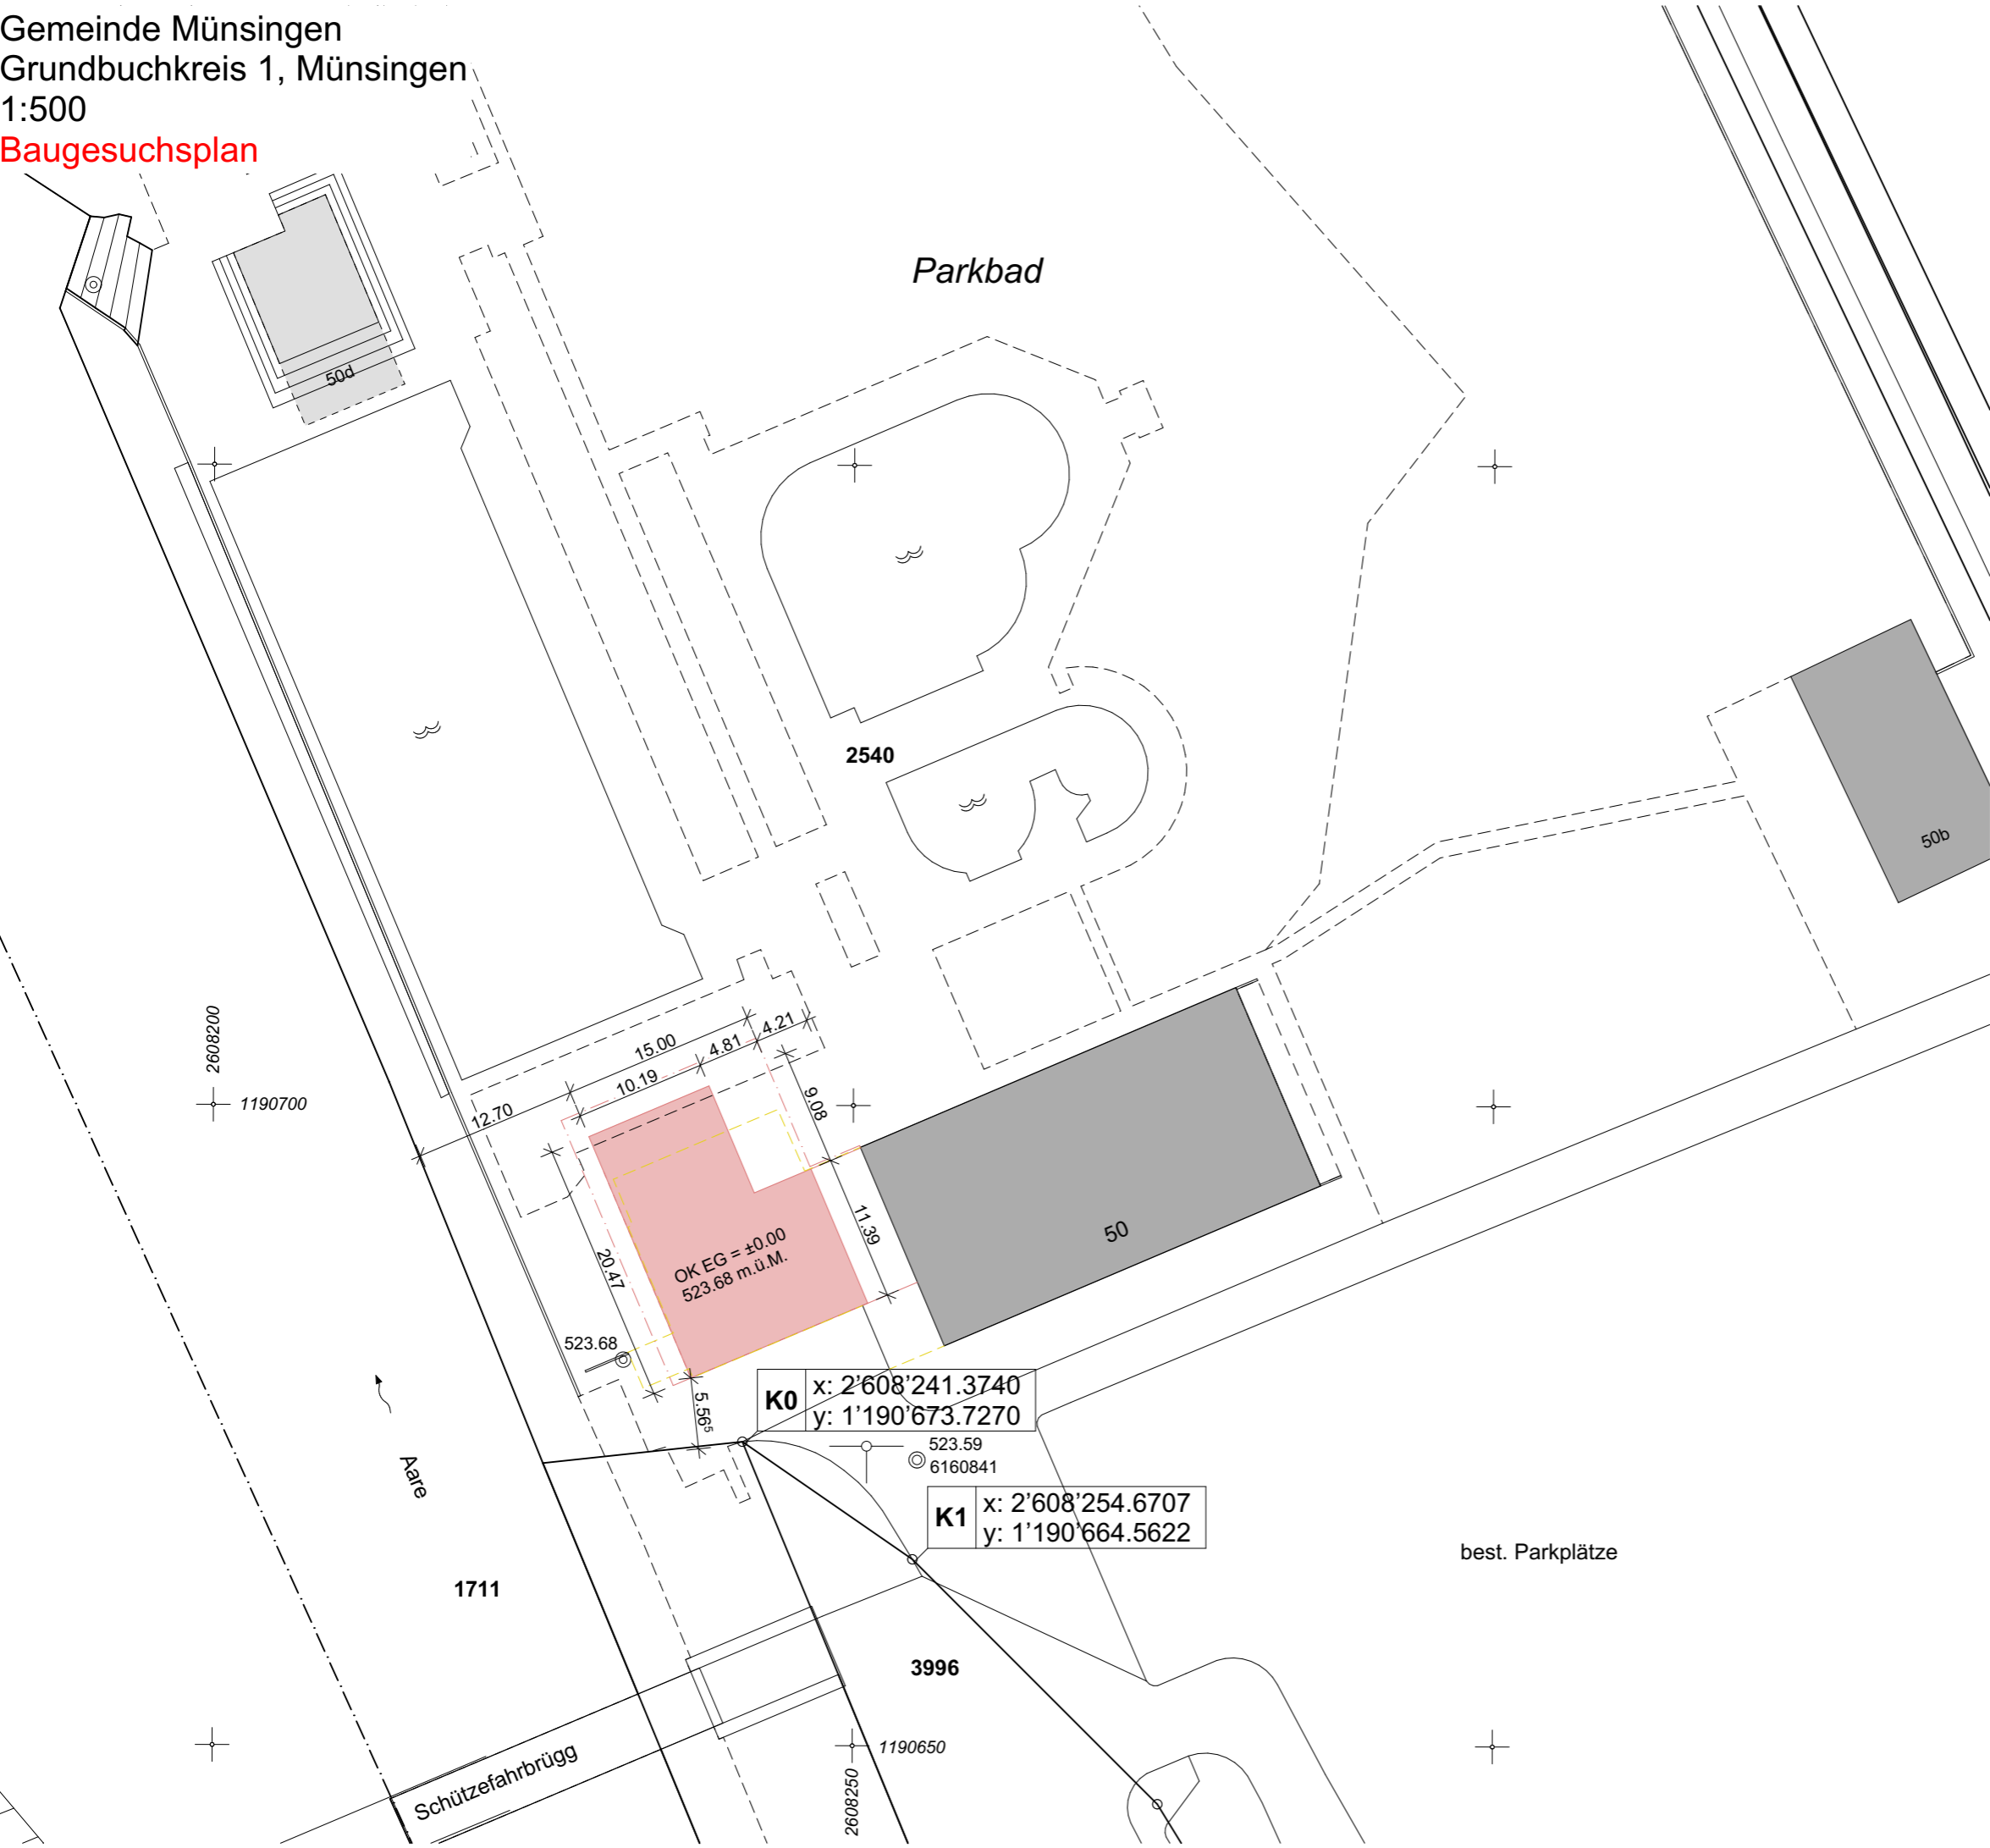 Gemeinde Münsingen
Grundbuchkreis 1, Münsingen
1:500
Baugesuchsplan
Parkbad
50d
2540
50b
2608200
1190700
15.00
4.81
4.21
10.19
12.70
9.08
11.39
20.47
OK EG = ±0.00
523.68 m.ü.M.
50
523.68
5.56⁵
K0
x: 2’608’241.3740
y: 1’190’673.7270
523.59
6160841
K1
x: 2’608’254.6707
y: 1’190’664.5622
Aare
best. Parkplätze
1711
3996
Schützefahrbrügg
1190650
2608250